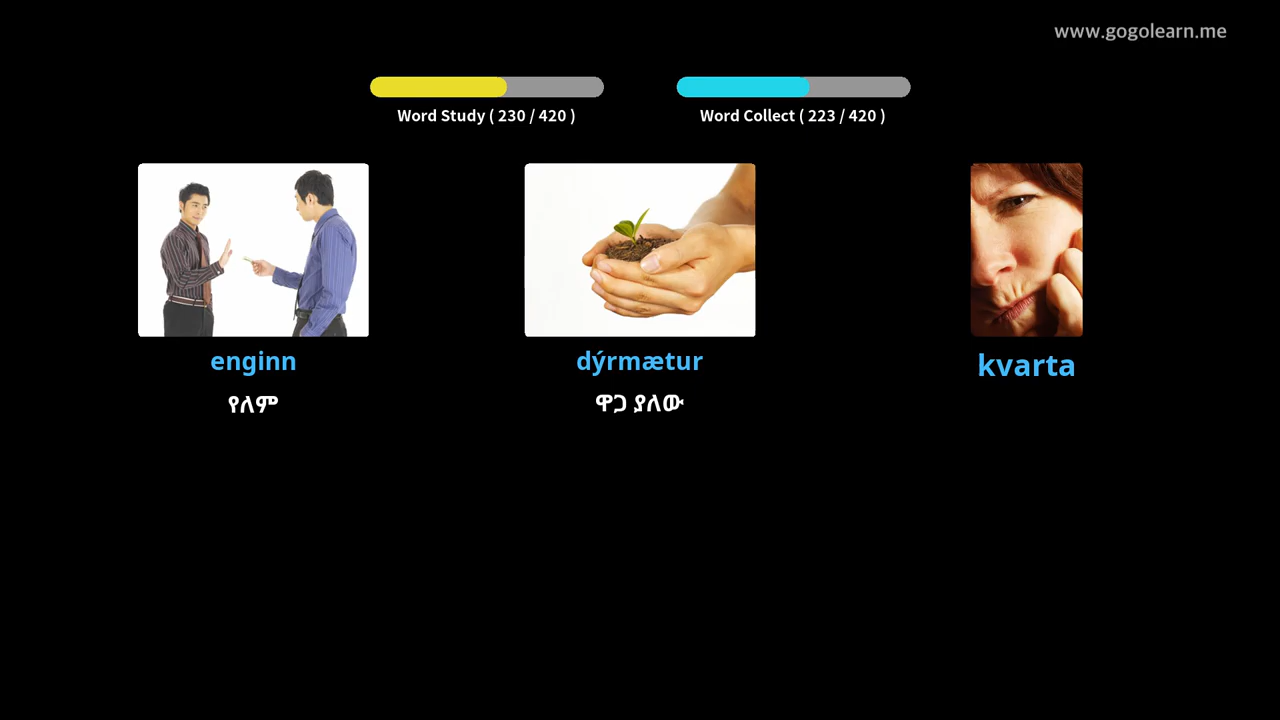 www.gogolearn.me
Word Study ( 230 / 420 )
Word Collect ( 223 / 420 )
enginn
dýrmætur
kvarta
የለም
ዋጋ ያለው